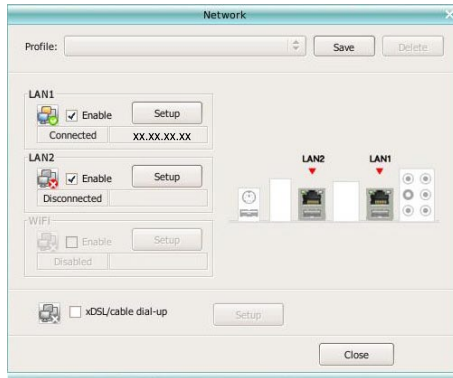 Network
Profile:
Save
Delete
LAN1
Enable
Setup
Connected
xx.xx.xx.xx
LAN2
Enable
Setup
Disconnected
WiFi
Enable
Setup
Disabled
LAN2
LAN1
xDSL/cable dial-up
Setup
Close